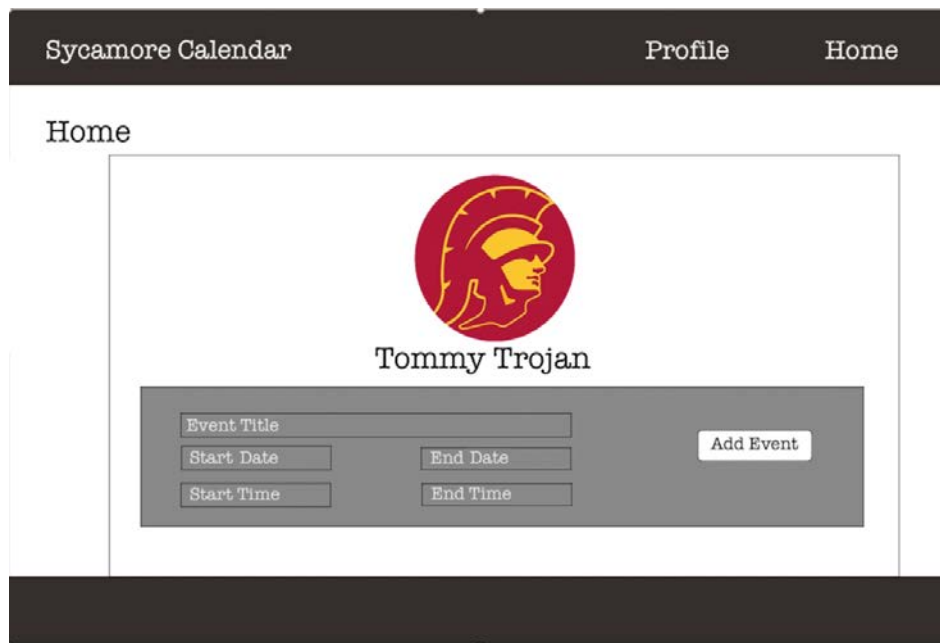 Sycamore Calendar Profile Home
Home
Tommy Trojan
Event Title
Start Date End Date
Add Event
Start Time End Time